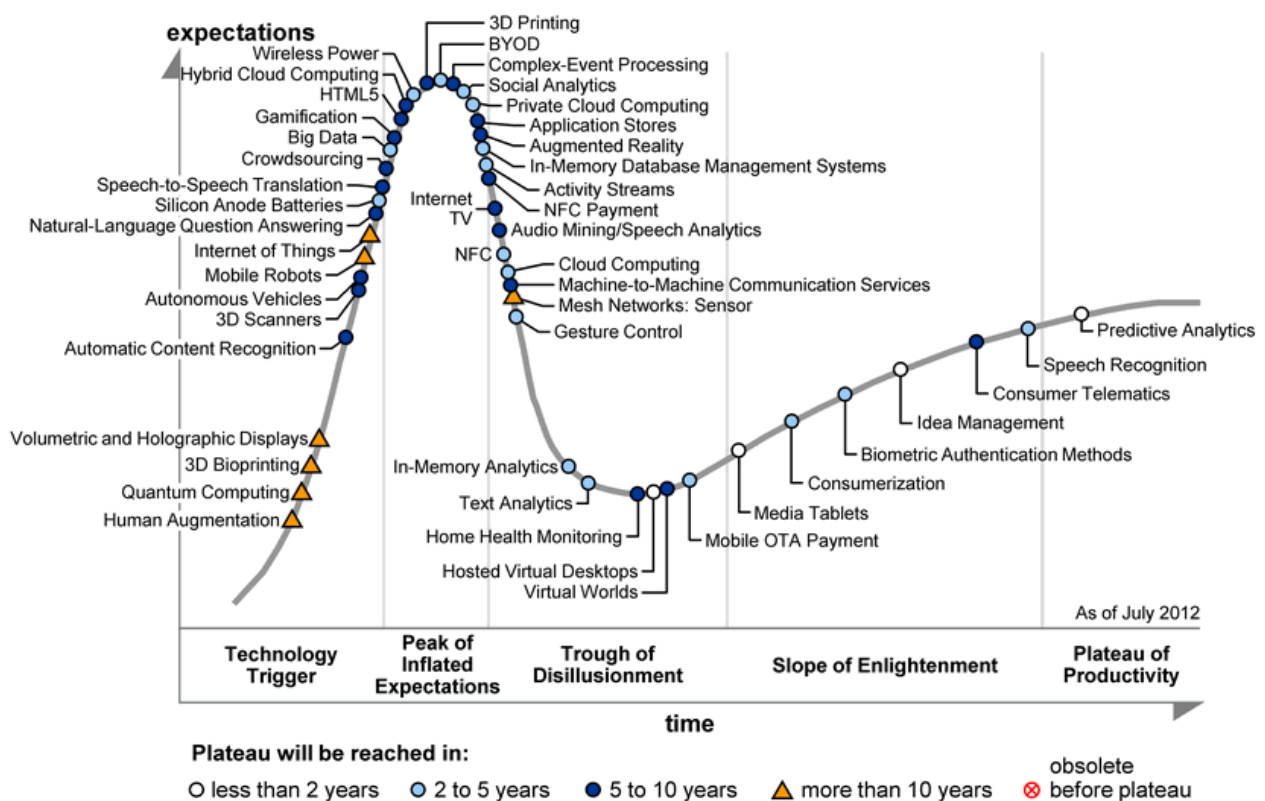 expectations
3D Printing
BYOD
Wireless Power
Complex-Event Processing
Hybrid Cloud Computing
Social Analytics
HTML5
Private Cloud Computing
Gamification
Application Stores
Big Data
Augmented Reality
Crowdsourcing
In-Memory Database Management Systems
Speech-to-Speech Translation
Activity Streams
Silicon Anode Batteries
Internet
TV
NFC Payment
Natural-Language Question Answering
Audio Mining/Speech Analytics
Internet of Things
NFC
Cloud Computing
Mobile Robots
Machine-to-Machine Communication Services
Autonomous Vehicles
Mesh Networks: Sensor
3D Scanners
Gesture Control
Automatic Content Recognition
Predictive Analytics
Speech Recognition
Consumer Telematics
Idea Management
Volumetric and Holographic Displays
Biometric Authentication Methods
3D Bioprinting
In-Memory Analytics
Consumerization
Quantum Computing
Text Analytics
Media Tablets
Human Augmentation
Home Health Monitoring
Mobile OTA Payment
Hosted Virtual Desktops
Virtual Worlds
As of July 2012
Technology
Trigger
Peak of
Inflated
Expectations
Trough of
Disillusionment
Slope of Enlightenment
Plateau of
Productivity
time
Plateau will be reached in:
less than 2 years
2 to 5 years
5 to 10 years
more than 10 years
obsolete
before plateau